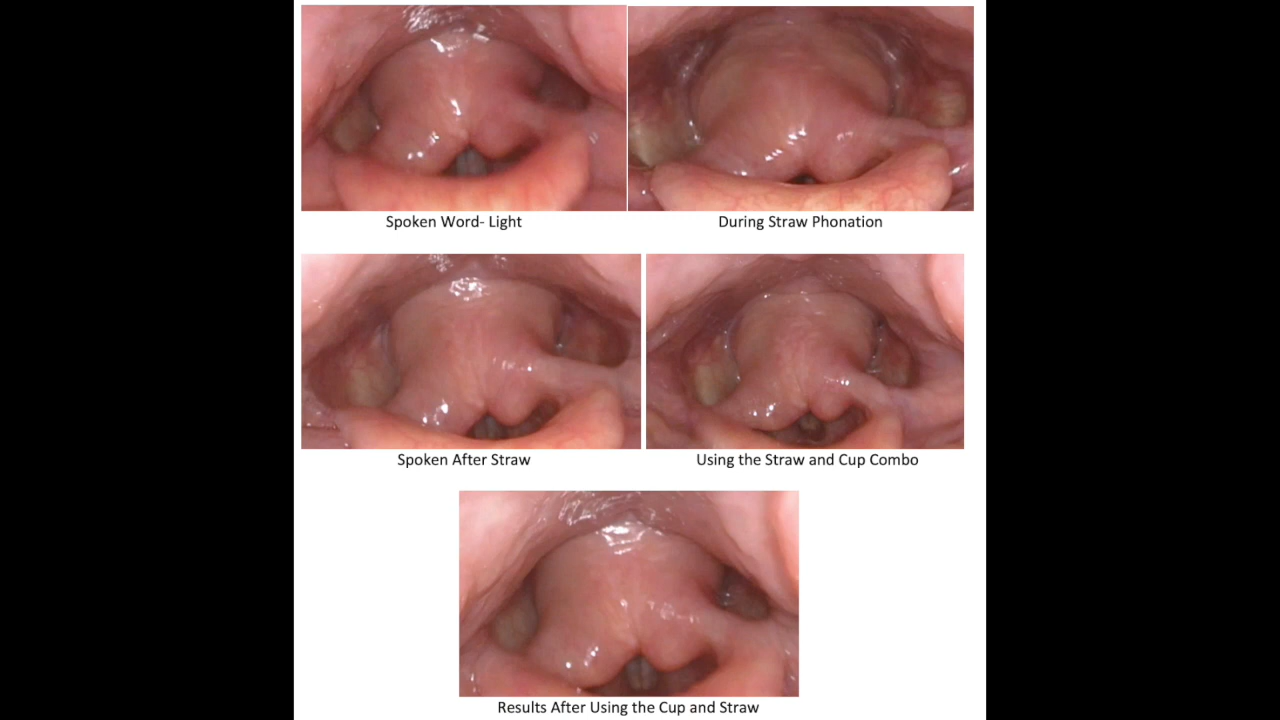 Spoken Word- Light
During Straw Phonation
Spoken After Straw
Using the Straw and Cup Combo
Results After Using the Cup and Straw